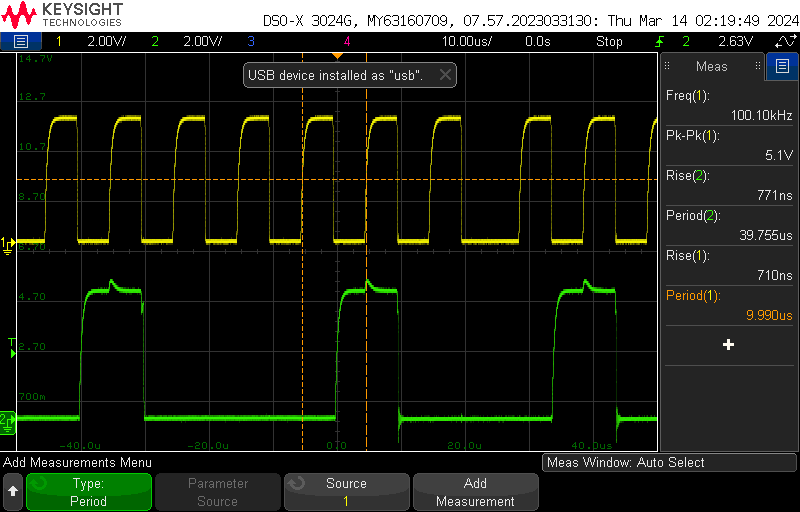 KEYSIGHT
TECHNOLOGIES
DSO-X 3024G, MY63160709, 07.57.2023033130: Thu Mar 14 02:19:49 2024
1 2.00V/ 2 2.00V/ 3 4 10.00us/ 0.0s Stop 2 2.63V
14.7V
USB device installed as "usb".
12.7
10.7
8.70
6.70
4.70
2.70
700m
1
T
2
-40.0u -20.0u 0.0 20.0u 40.0u
Meas
Freq(1):
100.10kHz
Pk-Pk(1):
5.1V
Rise(2):
771ns
Period(2):
39.755us
Rise(1):
710ns
Period(1):
9.990us
Add Measurements Menu
Meas Window: Auto Select
Type:
Period
Parameter
Source
Source
1
Add
Measurement